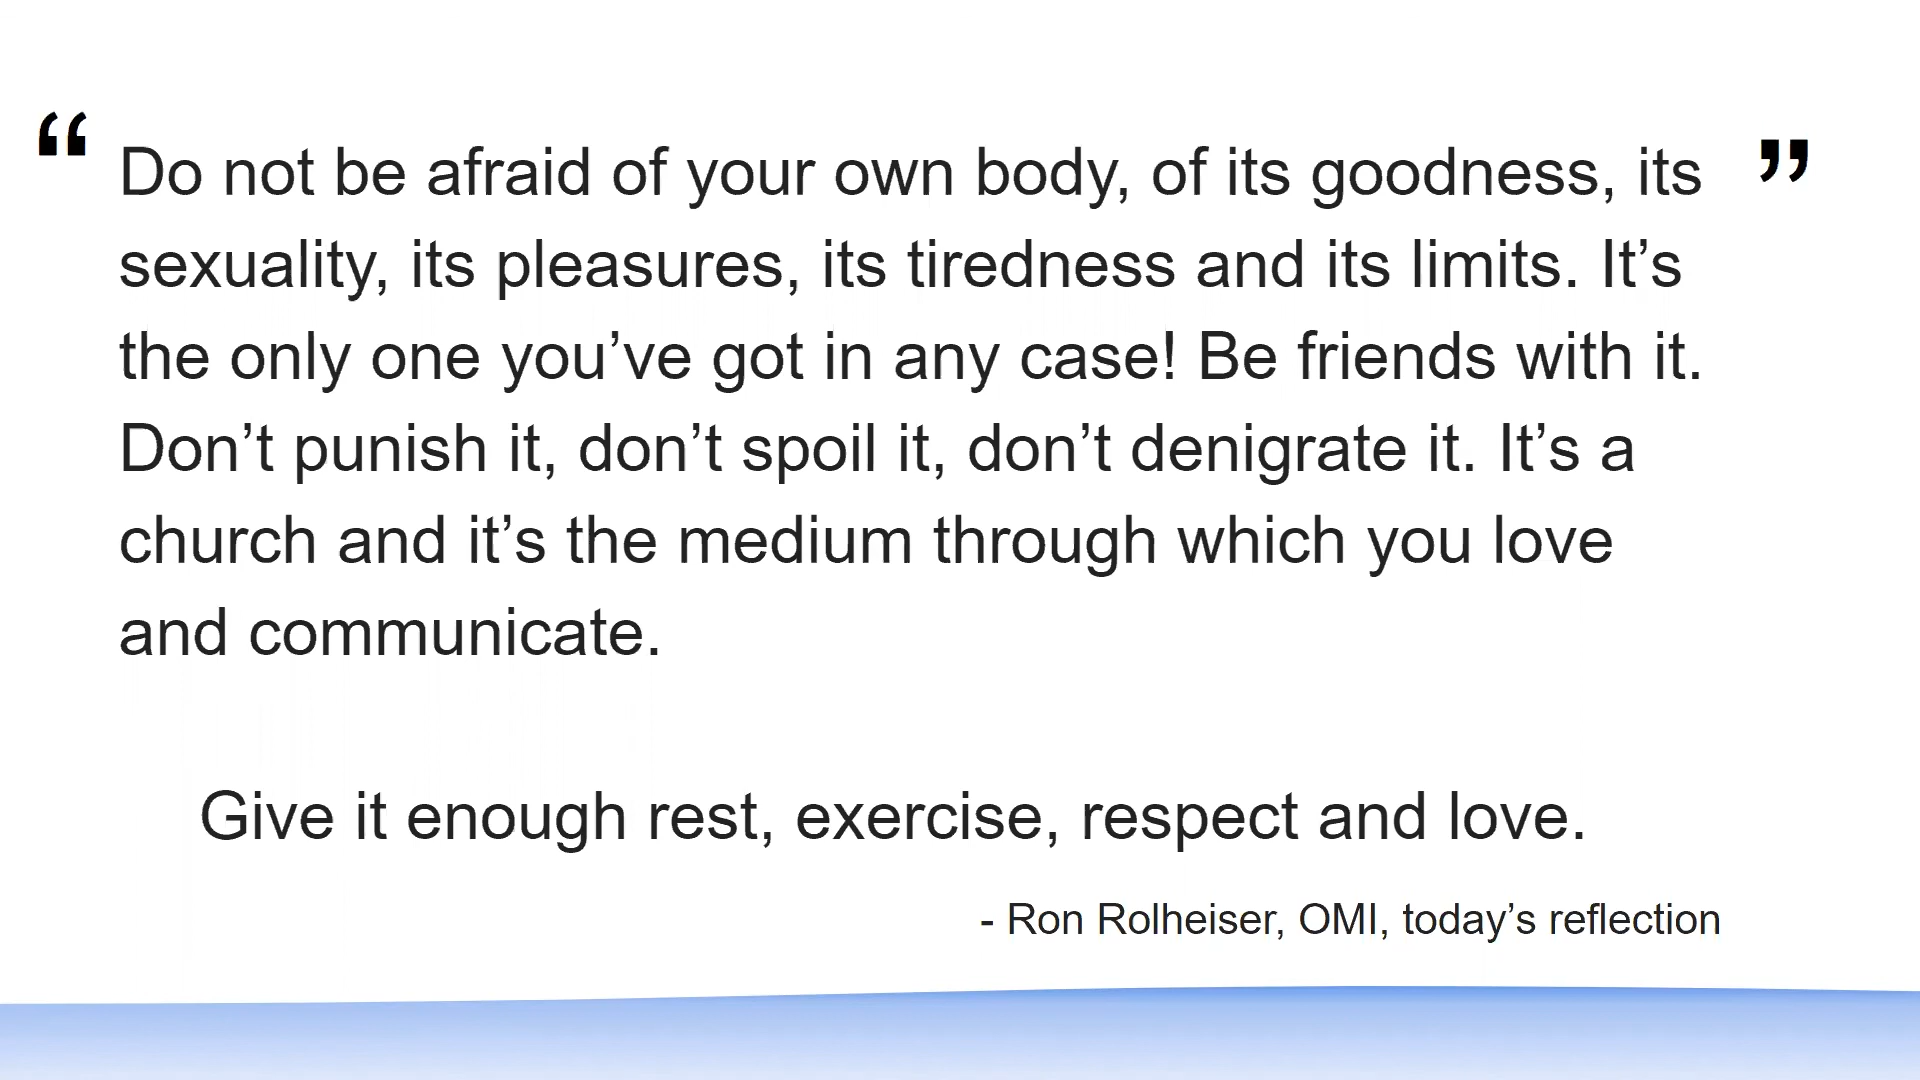 “ Do not be afraid of your own body, of its goodness, its ”
sexuality, its pleasures, its tiredness and its limits. It’s
the only one you’ve got in any case! Be friends with it.
Don’t punish it, don’t spoil it, don’t denigrate it. It’s a
church and it’s the medium through which you love
and communicate.
Give it enough rest, exercise, respect and love.
- Ron Rolheiser, OMI, today’s reflection